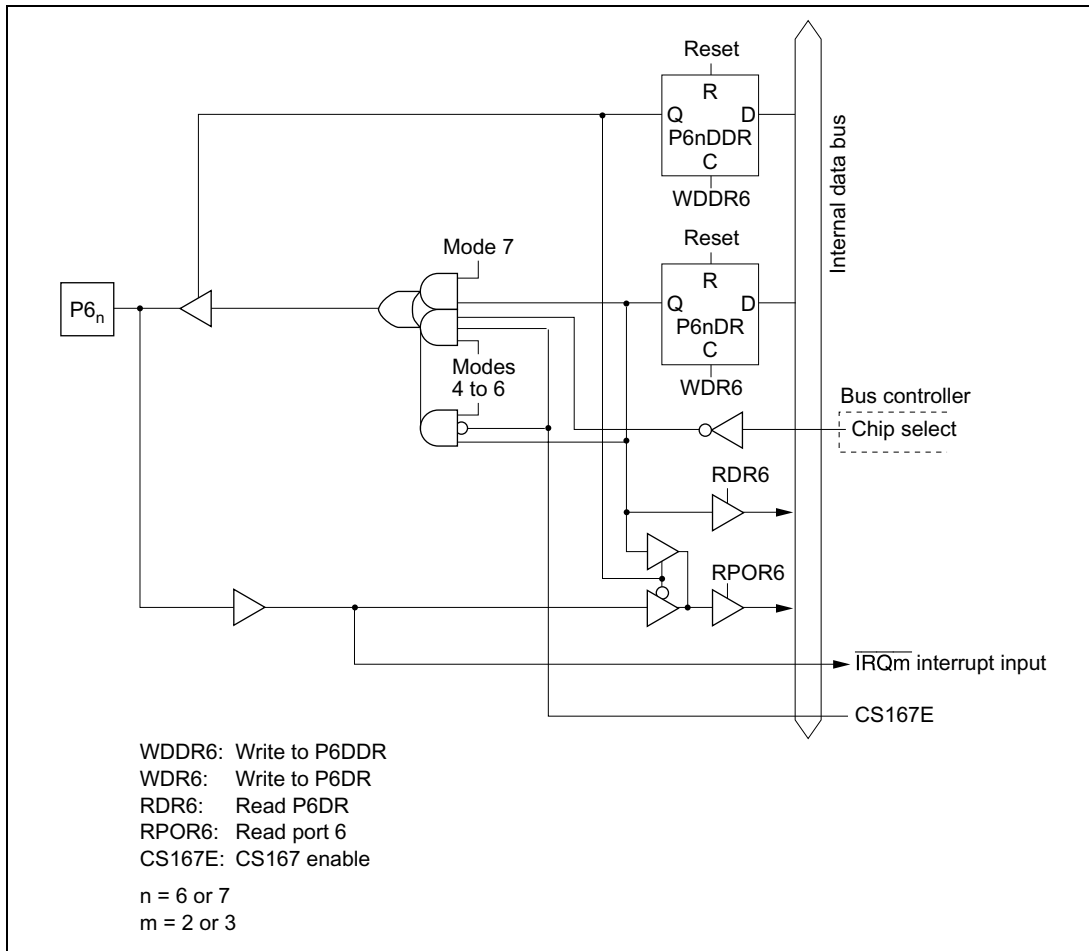 Reset
R
Q D
P6nDDR
C
WDDR6
Internal data bus
Reset
Mode 7
R
Q D
P6nDR
C
WDR6
P6n
Modes
4 to 6
Bus controller
Chip select
RDR6
RPOR6
IRQm interrupt input
CS167E
WDDR6: Write to P6DDR
WDR6: Write to P6DR
RDR6: Read P6DR
RPOR6: Read port 6
CS167E: CS167 enable
n = 6 or 7
m = 2 or 3